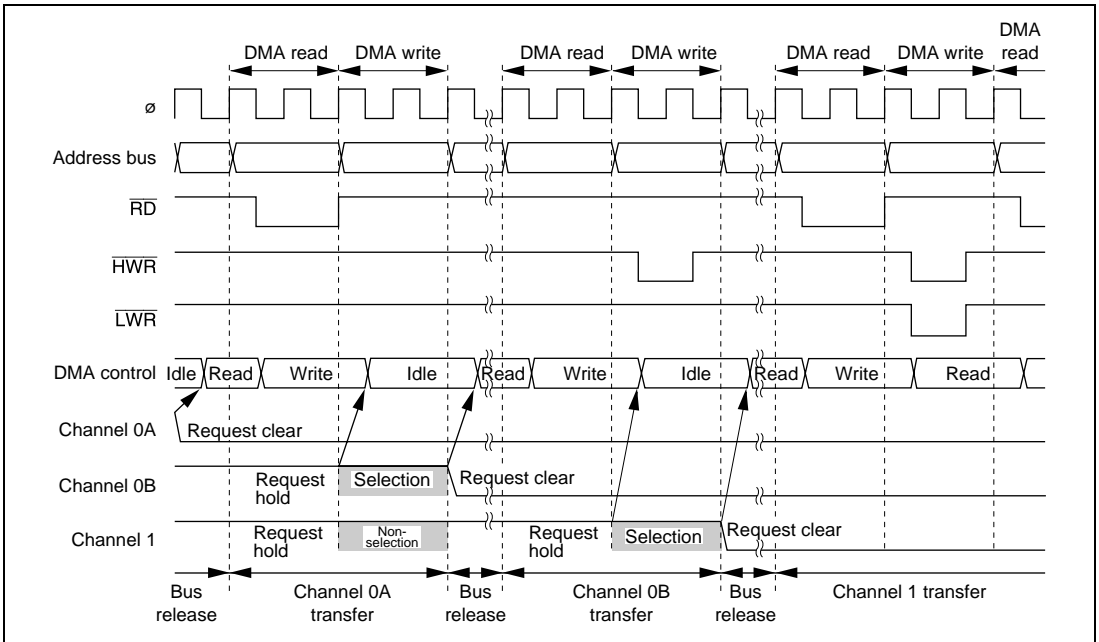 DMA read DMA write DMA read DMA write DMA read DMA write DMA read
ø
Address bus
RD
HWR
LWR
DMA control Idle Read Write Idle Read Write Idle Read Write Read
Channel 0A Request clear
Channel 0B Request hold Selection Request clear
Channel 1 Request hold Non-selection Request hold Selection Request clear
Bus release Channel 0A transfer Bus release Channel 0B transfer Bus release Channel 1 transfer